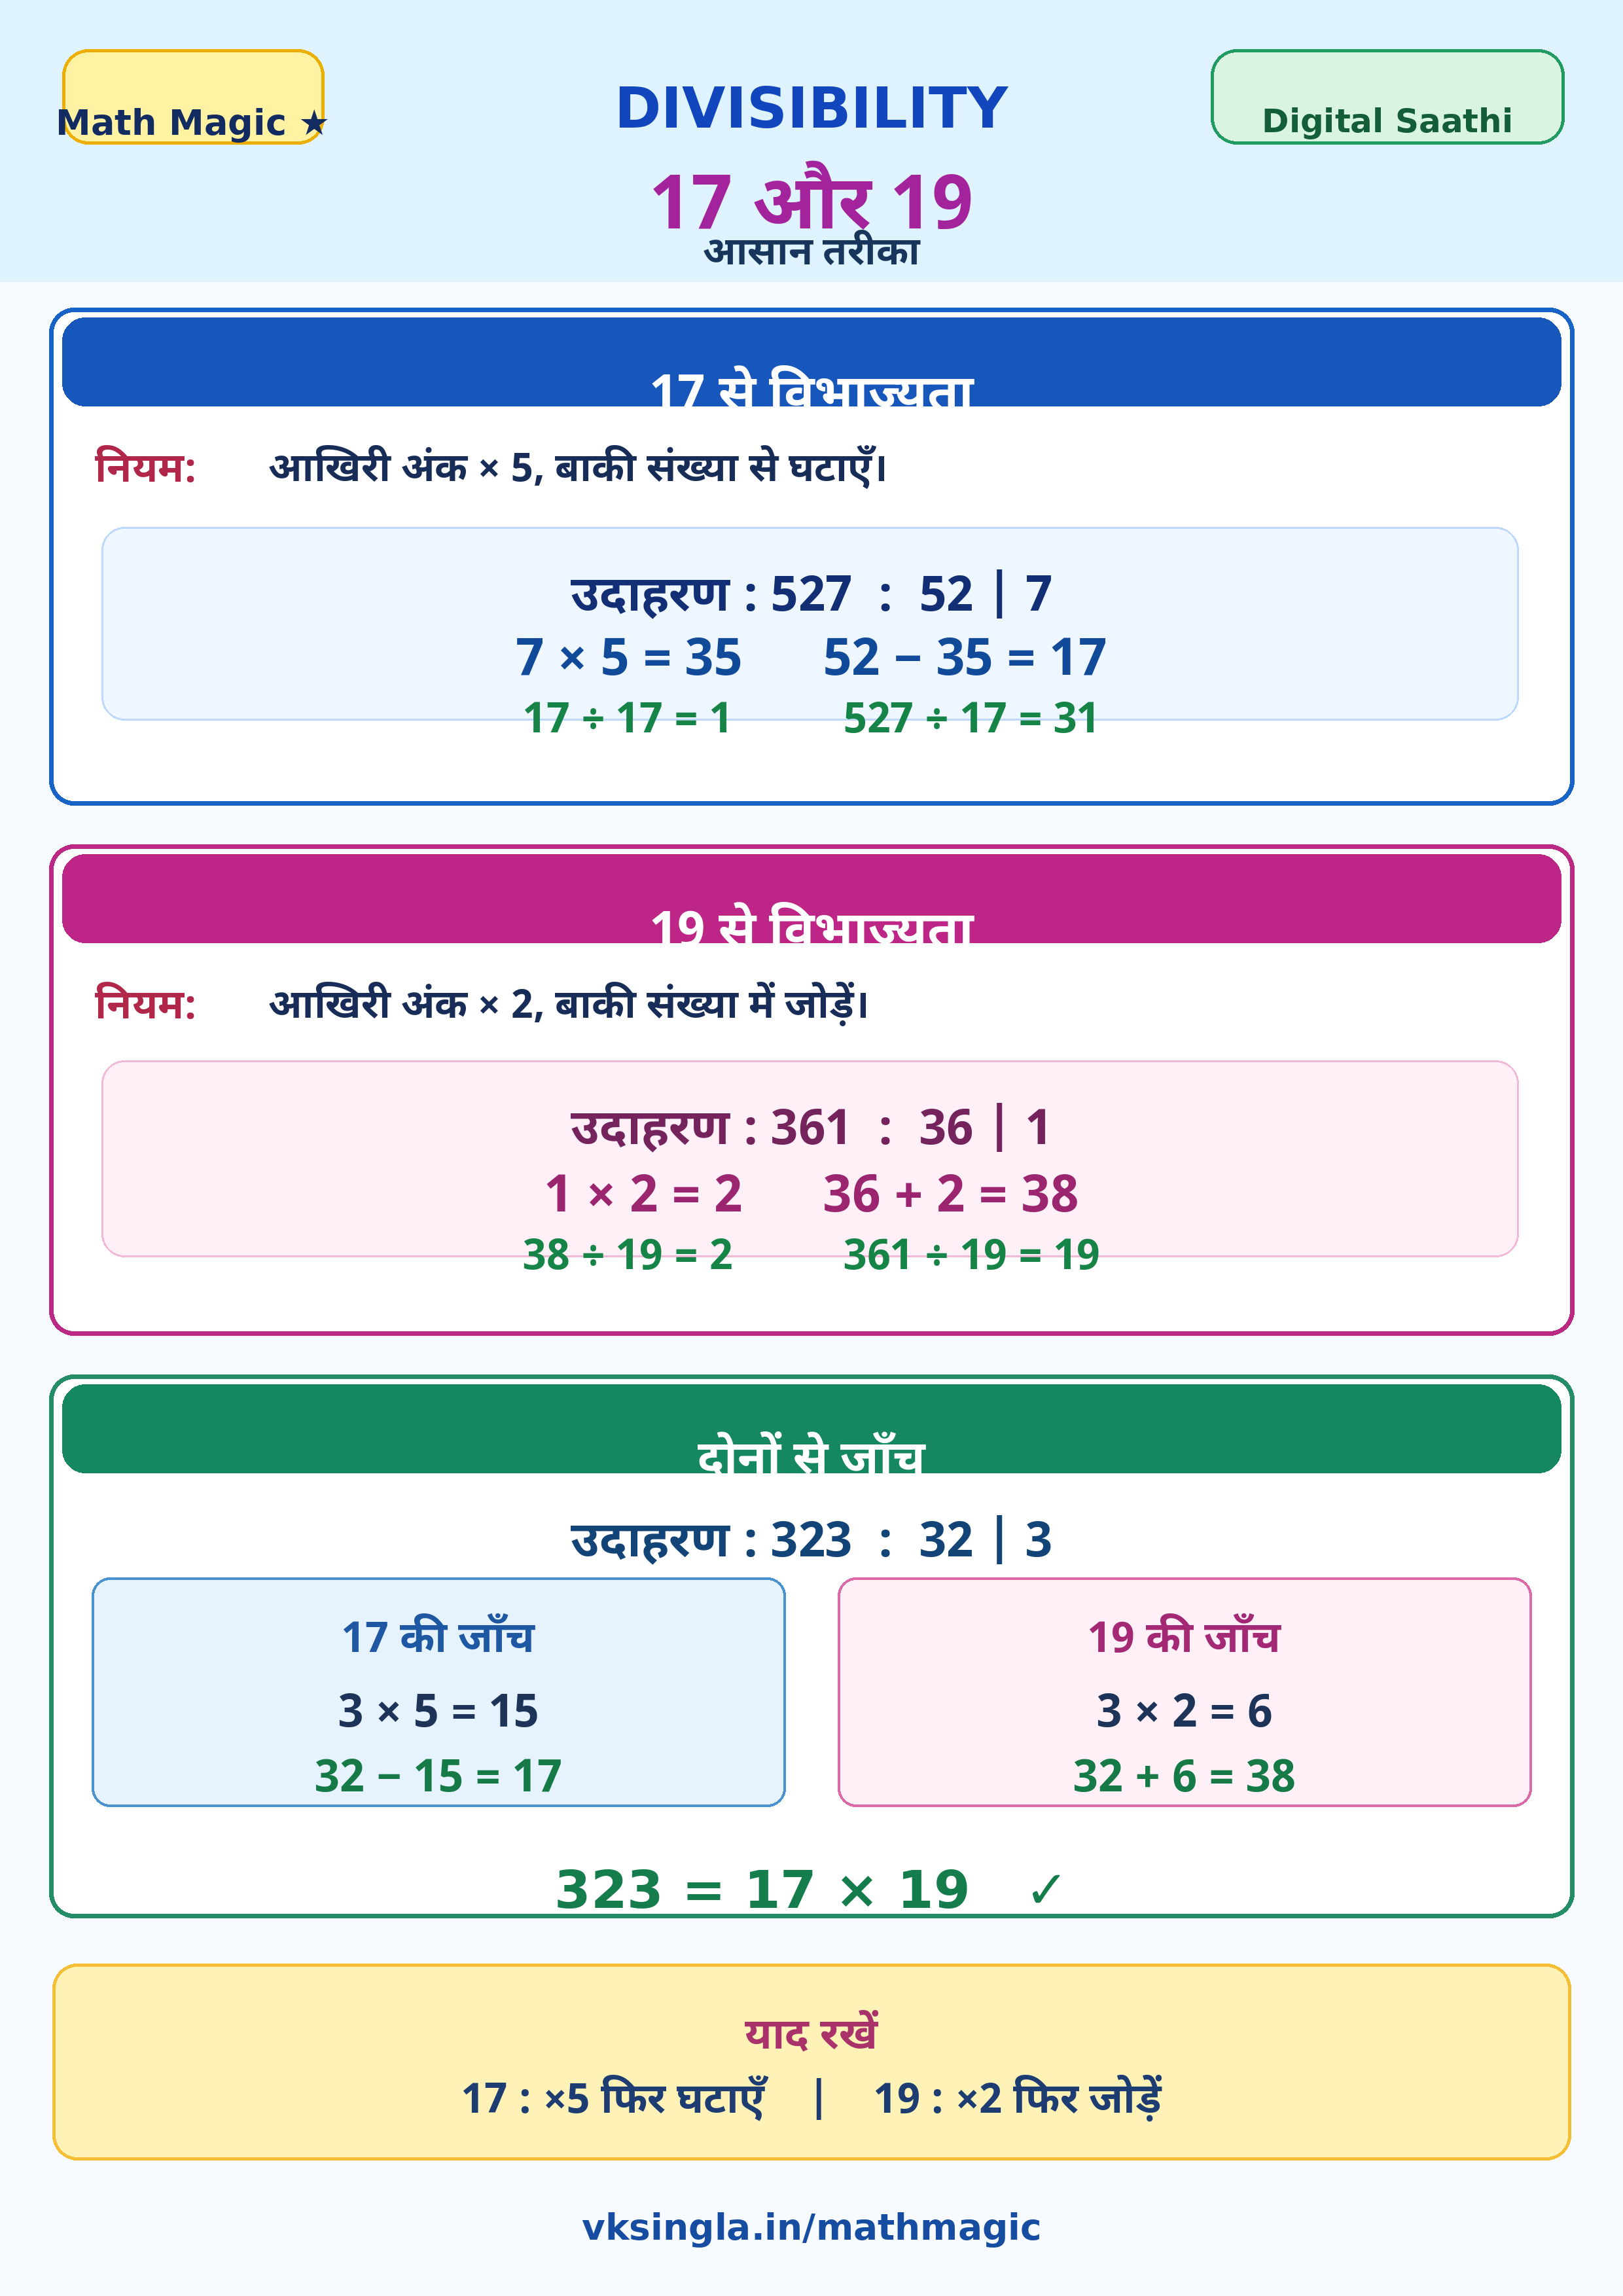 Math Magic ★
DIVISIBILITY
Digital Saathi
17 और 19
आसान तरीका
17 से विभाज्यता
नियम: आखिरी अंक × 5, बाकी संख्या से घटाएँ।
उदाहरण : 527 : 52 | 7
7 × 5 = 35 52 − 35 = 17
17 ÷ 17 = 1 527 ÷ 17 = 31
19 से विभाज्यता
नियम: आखिरी अंक × 2, बाकी संख्या में जोड़ें।
उदाहरण : 361 : 36 | 1
1 × 2 = 2 36 + 2 = 38
38 ÷ 19 = 2 361 ÷ 19 = 19
दोनों से जाँच
उदाहरण : 323 : 32 | 3
17 की जाँच
3 × 5 = 15
32 − 15 = 17
19 की जाँच
3 × 2 = 6
32 + 6 = 38
323 = 17 × 19 ✓
याद रखें
17 : ×5 फिर घटाएँ | 19 : ×2 फिर जोड़ें
vksingla.in/mathmagic